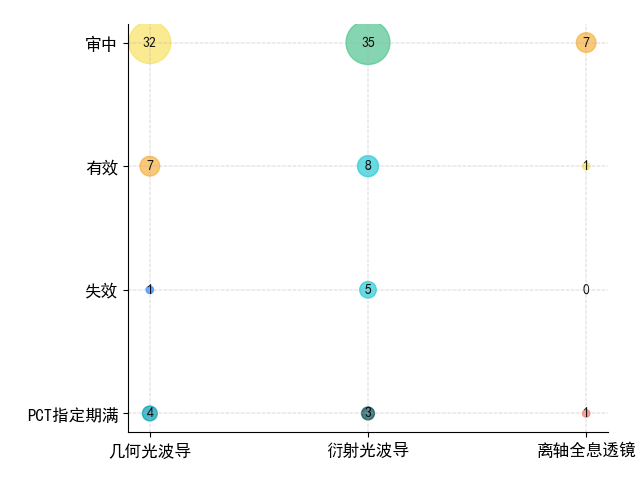 审中 32 35 7
有效 7 8 1
失效 1 5 0
PCT指定期满 4 3 1
几何光波导 衍射光波导 离轴全息透镜